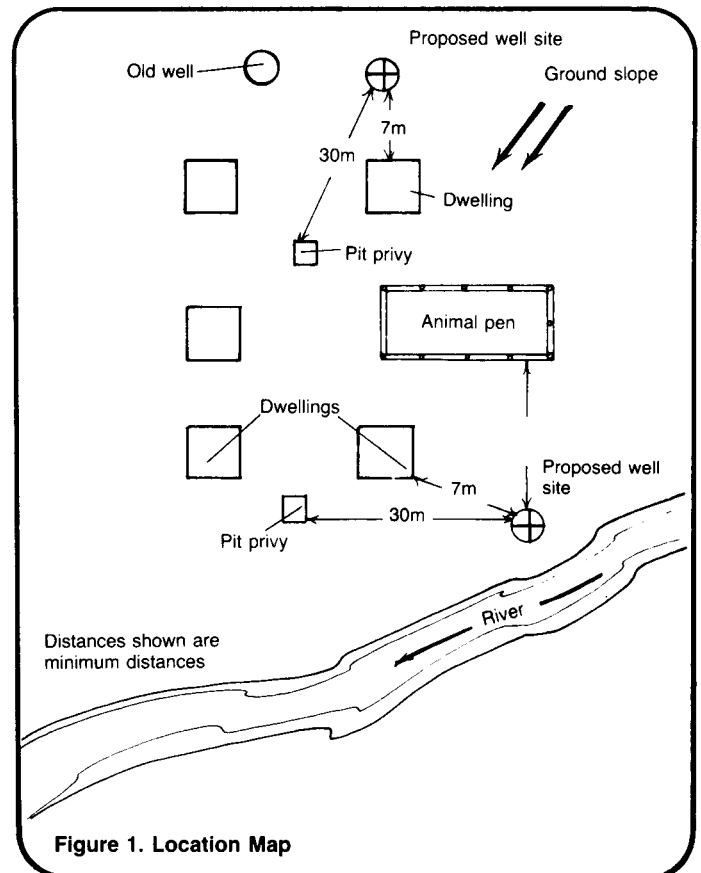 Proposed well site
Old well
Ground slope
7m
30m
Dwelling
Pit privy
Animal pen
Dwellings
Proposed well
site
7m
30m
Pit privy
River
Distances shown are
minimum distances
Figure 1. Location Map